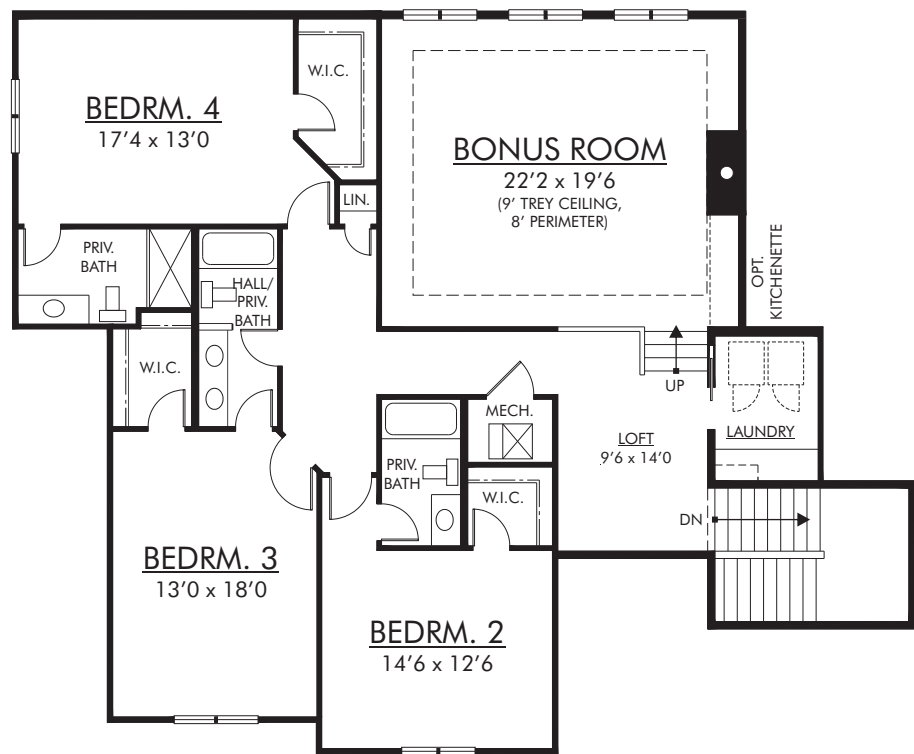 BEDRM. 4
17'4 x 13'0
W.I.C.
LIN.
BONUS ROOM
22'2 x 19'6
(9' TREY CEILING,
8' PERIMETER)
OPT.
KITCHENETTE
PRIV.
BATH
HALL/
PRIV.
BATH
W.I.C.
UP
LAUNDRY
MECH.
LOFT
9'6 x 14'0
PRIV.
BATH
W.I.C.
DN
BEDRM. 3
13'0 x 18'0
BEDRM. 2
14'6 x 12'6